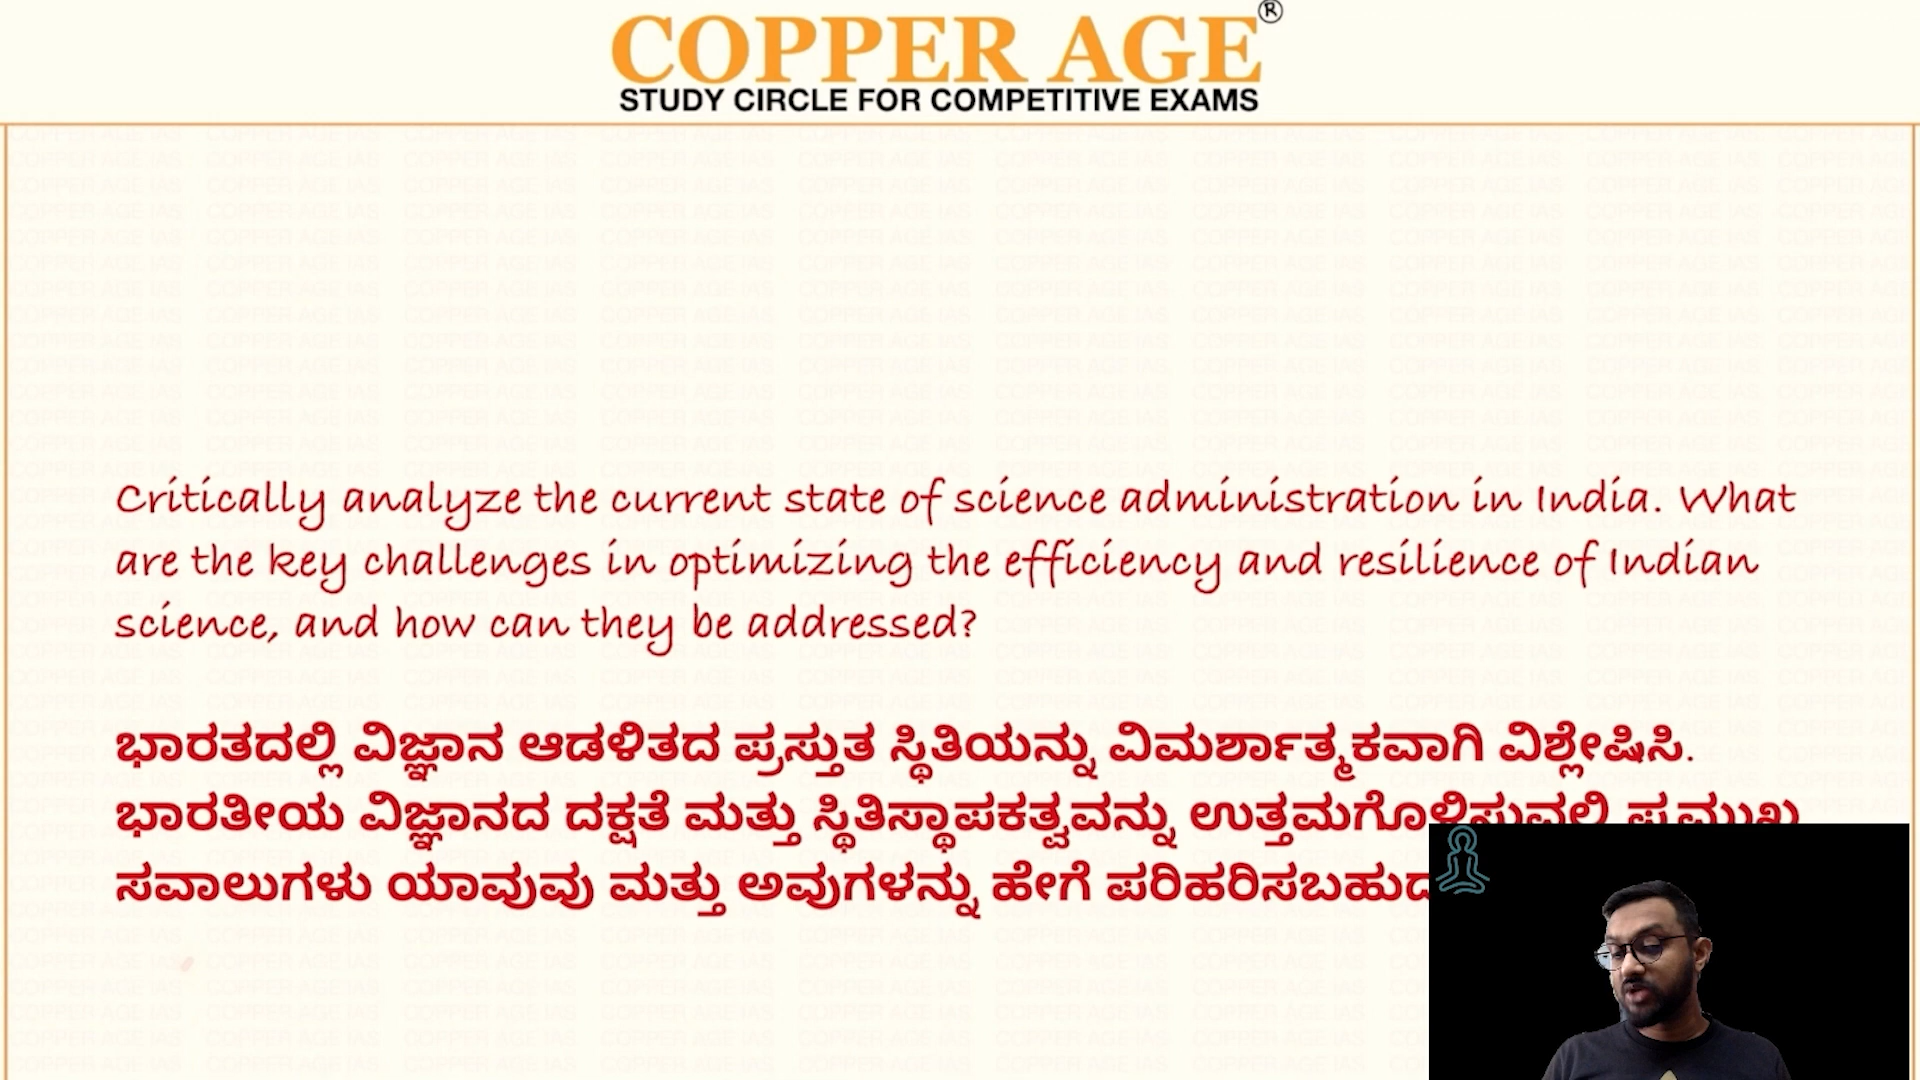 COPPER AGE®
STUDY CIRCLE FOR COMPETITIVE EXAMS
Critically analyze the current state of science administration in India. What
are the key challenges in optimizing the efficiency and resilience of Indian
science, and how can they be addressed?
ಭಾರತದಲ್ಲಿ ವಿಜ್ಞಾನ ಆಡಳಿತದ ಪ್ರಸ್ತುತ ಸ್ಥಿತಿಯನ್ನು ವಿಮರ್ಶಾತ್ಮಕವಾಗಿ ವಿಶ್ಲೇಷಿಸಿ.
ಭಾರತೀಯ ವಿಜ್ಞಾನದ ದಕ್ಷತೆ ಮತ್ತು ಸ್ಥಿತಿಸ್ಥಾಪಕತ್ವವನ್ನು ಉತ್ತಮಗೊಳಿಸುವಲ್ಲಿ ಪ್ರಮುಖ
ಸವಾಲುಗಳು ಯಾವುವು ಮತ್ತು ಅವುಗಳನ್ನು ಹೇಗೆ